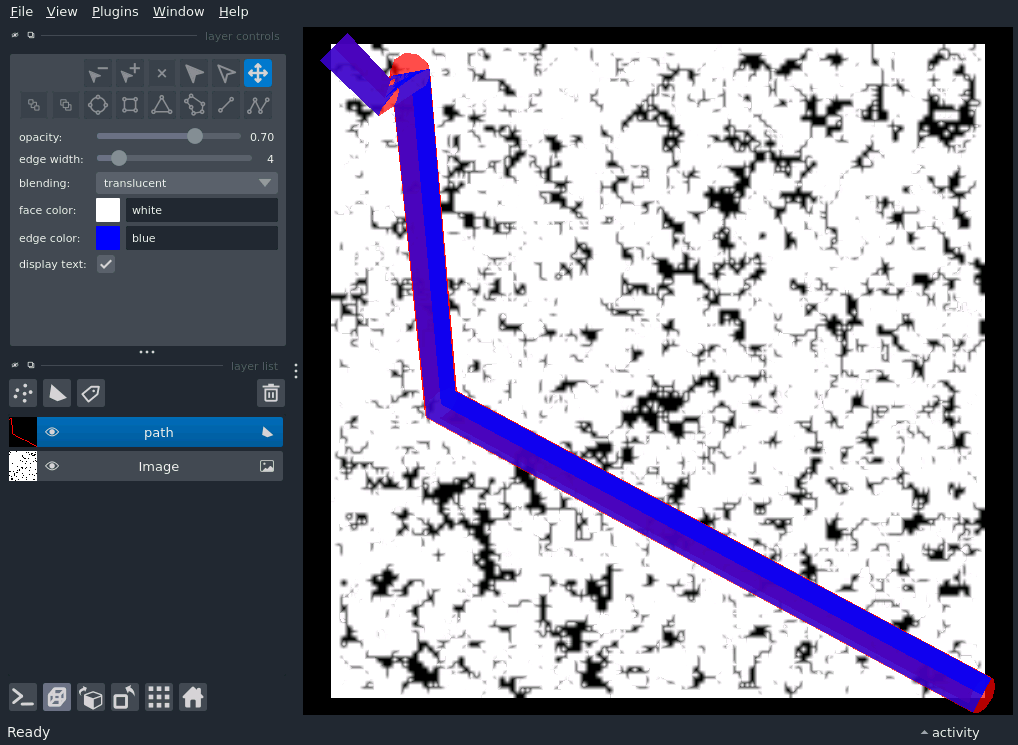 File View Plugins Window Help
layer controls
opacity: 0.70
edge width: 4
blending: translucent
face color: white
edge color: blue
display text:
layer list
path
Image
Ready activity